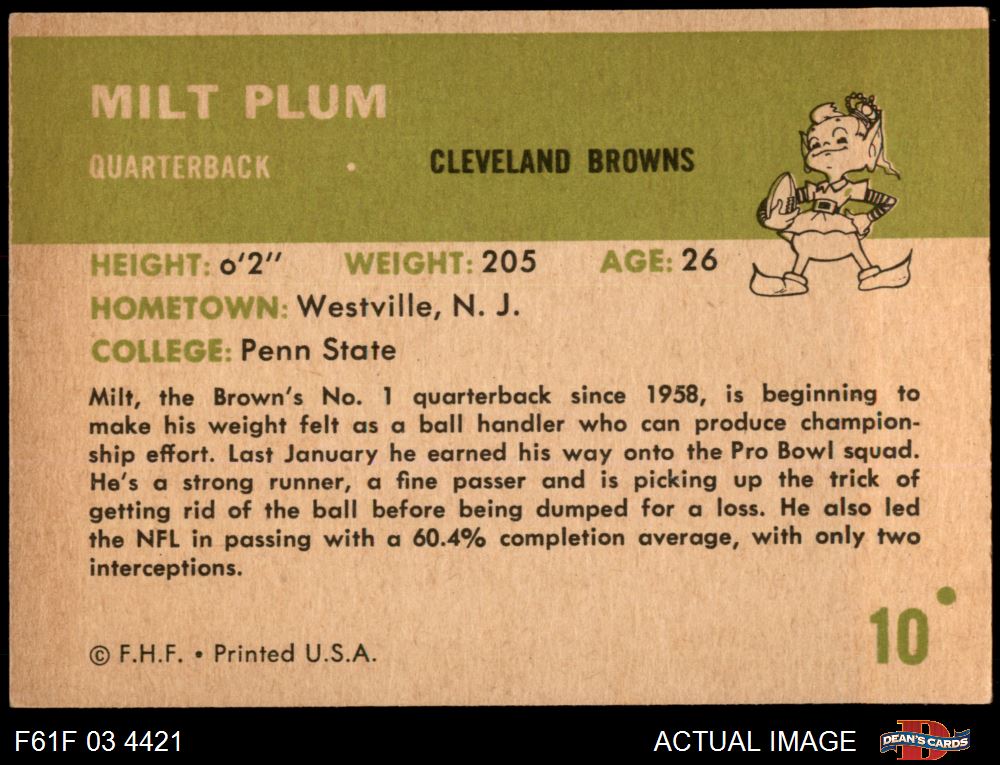 MILT PLUM
QUARTERBACK • CLEVELAND BROWNS
HEIGHT: 6'2" WEIGHT: 205 AGE: 26
HOMETOWN: Westville, N. J.
COLLEGE: Penn State
Milt, the Brown's No. 1 quarterback since 1958, is beginning to
make his weight felt as a ball handler who can produce champion-
ship effort. Last January he earned his way onto the Pro Bowl squad.
He's a strong runner, a fine passer and is picking up the trick of
getting rid of the ball before being dumped for a loss. He also led
the NFL in passing with a 60.4% completion average, with only two
interceptions.
10
© F.H.F. • Printed U.S.A.
F61F 03 4421 ACTUAL IMAGE D DEAN'S CARDS